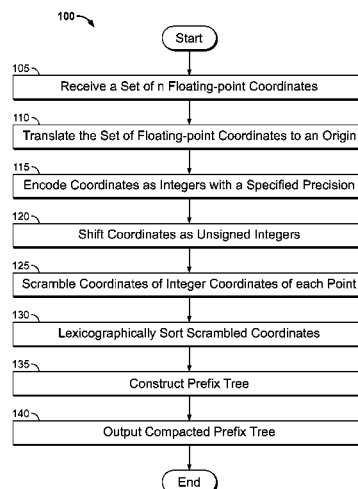 100
Start
105
Receive a Set of n Floating-point Coordinates
110
Translate the Set of Floating-point Coordinates to an Origin
115
Encode Coordinates as Integers with a Specified Precision
120
Shift Coordinates as Unsigned Integers
125
Scramble Coordinates of Integer Coordinates of each Point
130
Lexicographically Sort Scrambled Coordinates
135
Construct Prefix Tree
140
Output Compacted Prefix Tree
End